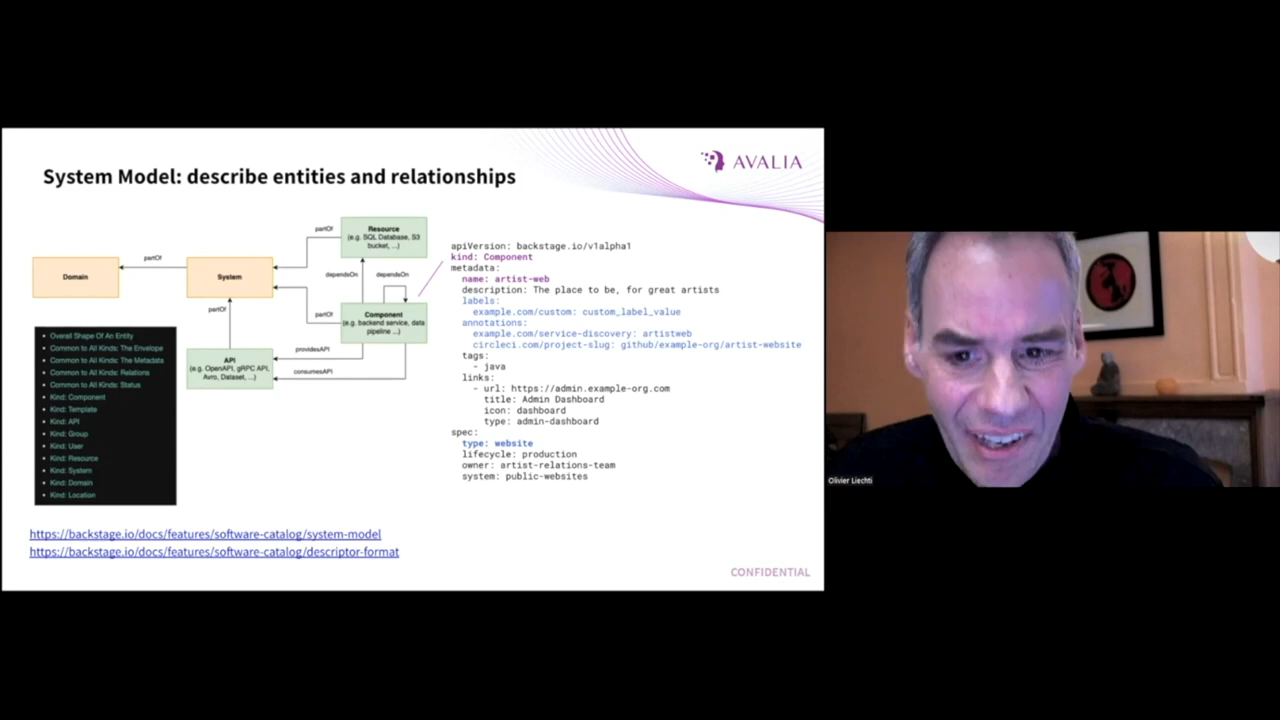 AVALIA
System Model: describe entities and relationships
Domain
partOf
System
partOf
Resource
(e.g. SQL Database, S3
bucket, ...)
dependsOn
dependsOn
partOf
Component
(e.g. backend service, data
pipeline ...)
partOf
API
(e.g. OpenAPI, gRPC API,
Avro, Dataset, ...)
providesAPI
consumesAPI
Overall Shape Of An Entity
Common to All Kinds: The Envelope
Common to All Kinds: The Metadata
Common to All Kinds: Relations
Common to All Kinds: Status
Kind: Component
Kind: Template
Kind: API
Kind: Group
Kind: User
Kind: Resource
Kind: System
Kind: Domain
Kind: Location
apiVersion: backstage.io/v1alpha1
kind: Component
metadata:
name: artist-web
description: The place to be, for great artists
labels:
example.com/custom: custom_label_value
annotations:
example.com/service-discovery: artistweb
circleci.com/project-slug: github/example-org/artist-website
tags:
- java
links:
- url: https://admin.example-org.com
title: Admin Dashboard
icon: dashboard
type: admin-dashboard
spec:
type: website
lifecycle: production
owner: artist-relations-team
system: public-websites
https://backstage.io/docs/features/software-catalog/system-model
https://backstage.io/docs/features/software-catalog/descriptor-format
CONFIDENTIAL
Olivier Liechti